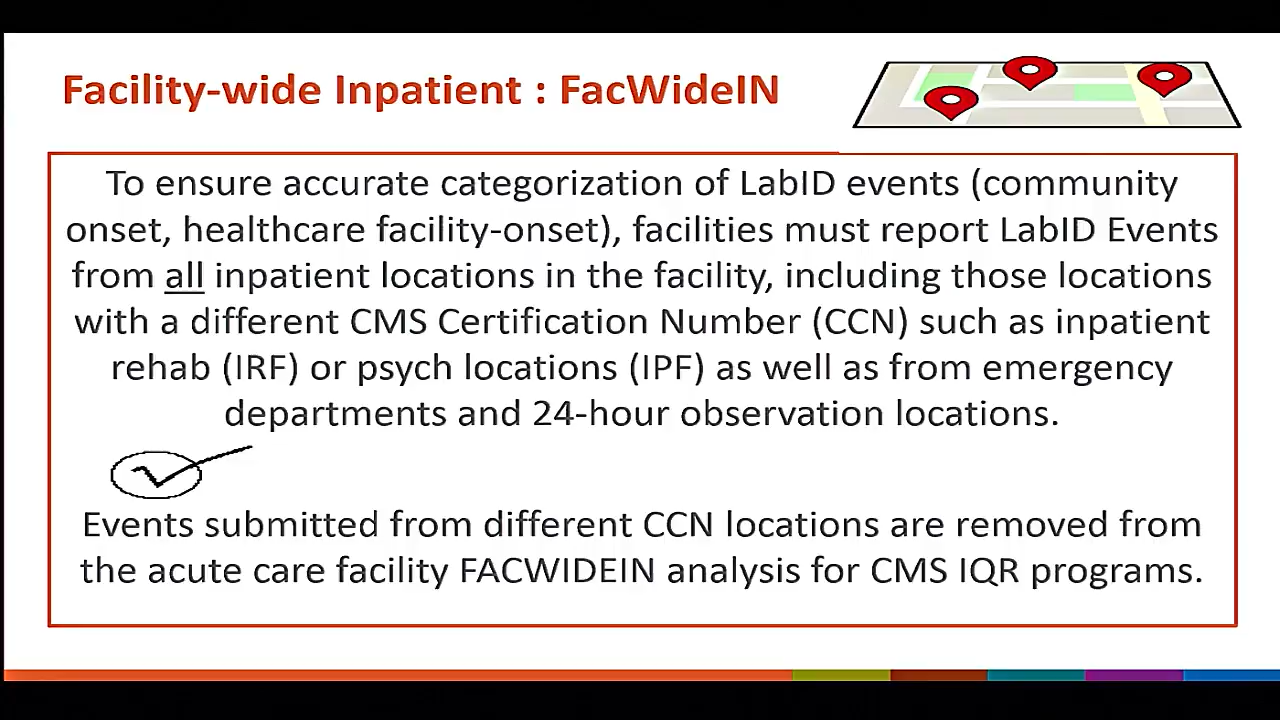 Facility-wide Inpatient : FacWideIN
To ensure accurate categorization of LabID events (community
onset, healthcare facility-onset), facilities must report LabID Events
from all inpatient locations in the facility, including those locations
with a different CMS Certification Number (CCN) such as inpatient
rehab (IRF) or psych locations (IPF) as well as from emergency
departments and 24-hour observation locations.
Events submitted from different CCN locations are removed from
the acute care facility FACWIDEIN analysis for CMS IQR programs.